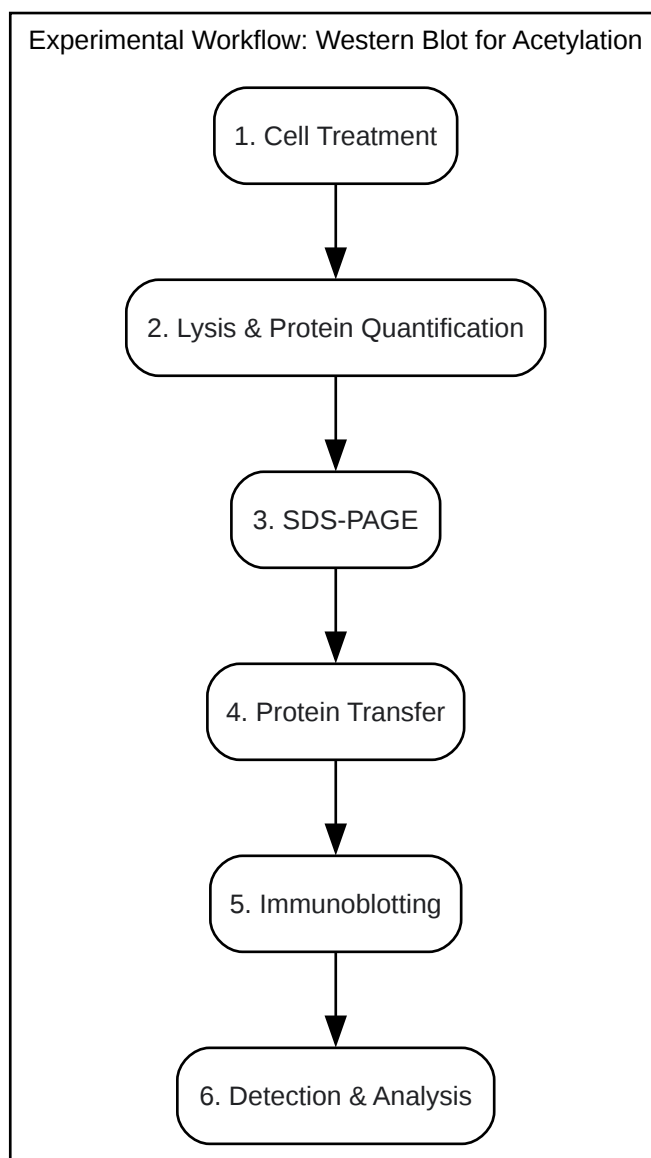 Experimental Workflow: Western Blot for Acetylation
1. Cell Treatment
2. Lysis & Protein Quantification
3. SDS-PAGE
4. Protein Transfer
5. Immunoblotting
6. Detection & Analysis